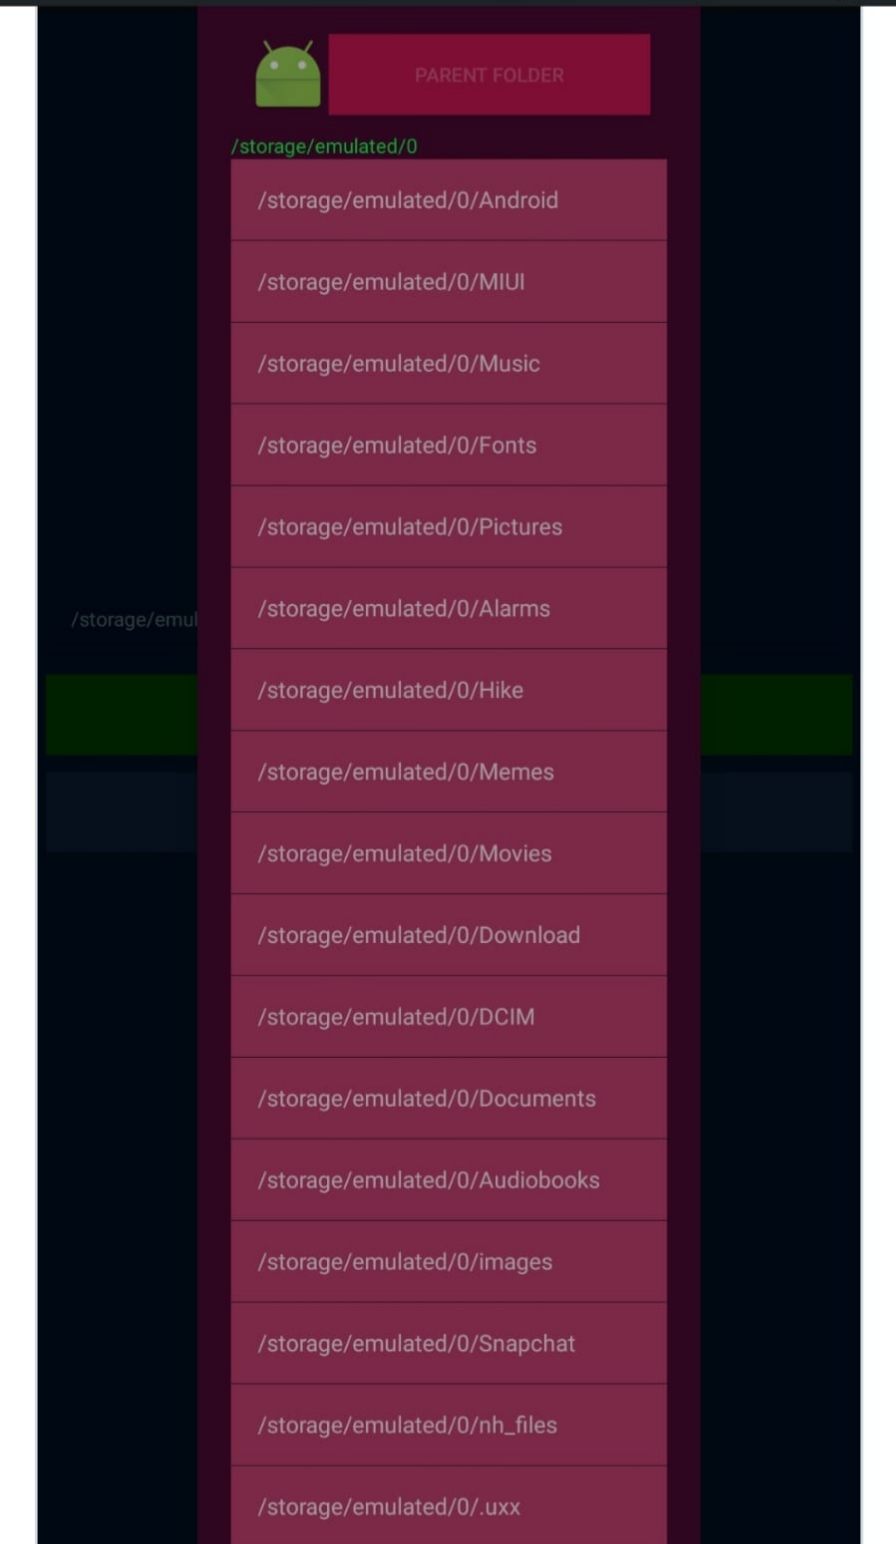 PARENT FOLDER
/storage/emulated/0
/storage/emulated/0/Android
/storage/emulated/0/MIUI
/storage/emulated/0/Music
/storage/emulated/0/Fonts
/storage/emulated/0/Pictures
/storage/emulated/0/Alarms
/storage/emul
/storage/emulated/0/Hike
/storage/emulated/0/Memes
/storage/emulated/0/Movies
/storage/emulated/0/Download
/storage/emulated/0/DCIM
/storage/emulated/0/Documents
/storage/emulated/0/Audiobooks
/storage/emulated/0/images
/storage/emulated/0/Snapchat
/storage/emulated/0/nh_files
/storage/emulated/0/.uxx